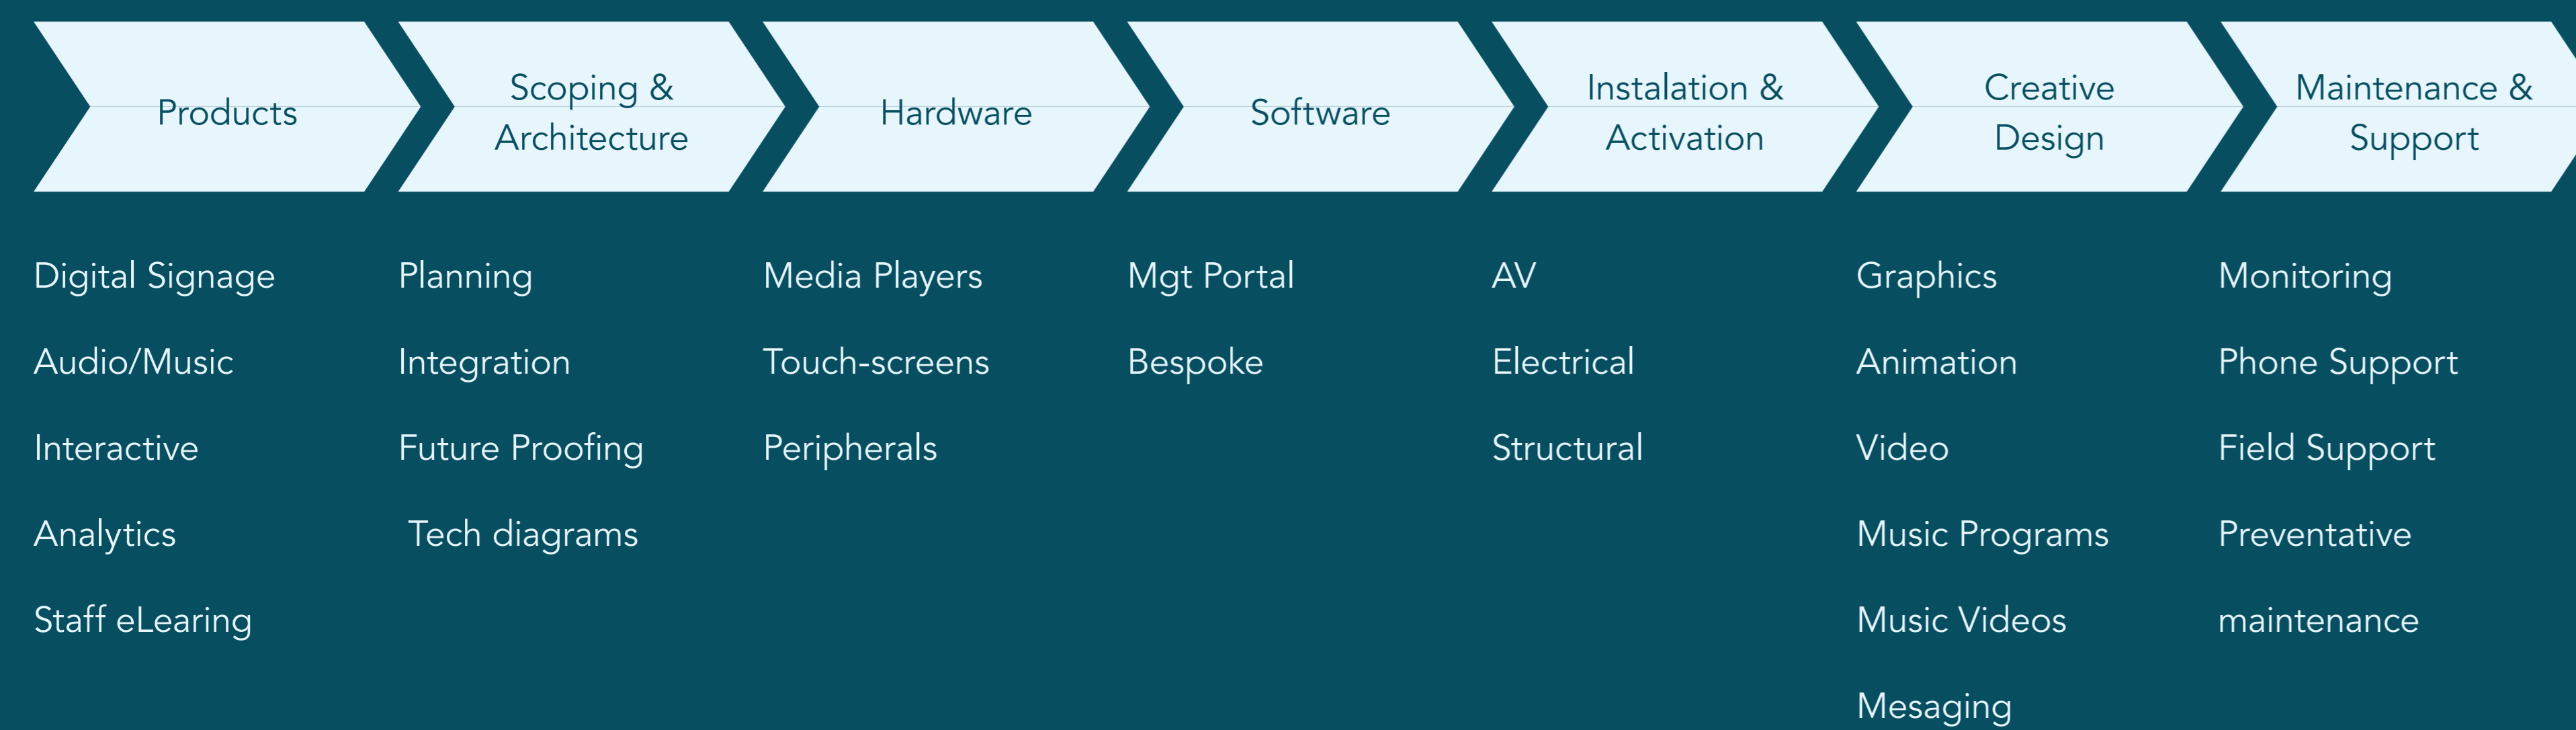 Products
Scoping &
Architecture
Hardware
Software
Instalation &
Activation
Creative
Design
Maintenance &
Support
Digital Signage
Audio/Music
Interactive
Analytics
Staff eLearing
Planning
Integration
Future Proofing
Tech diagrams
Media Players
Touch-screens
Peripherals
Mgt Portal
Bespoke
AV
Electrical
Structural
Graphics
Animation
Video
Music Programs
Music Videos
Mesaging
Monitoring
Phone Support
Field Support
Preventative
maintenance